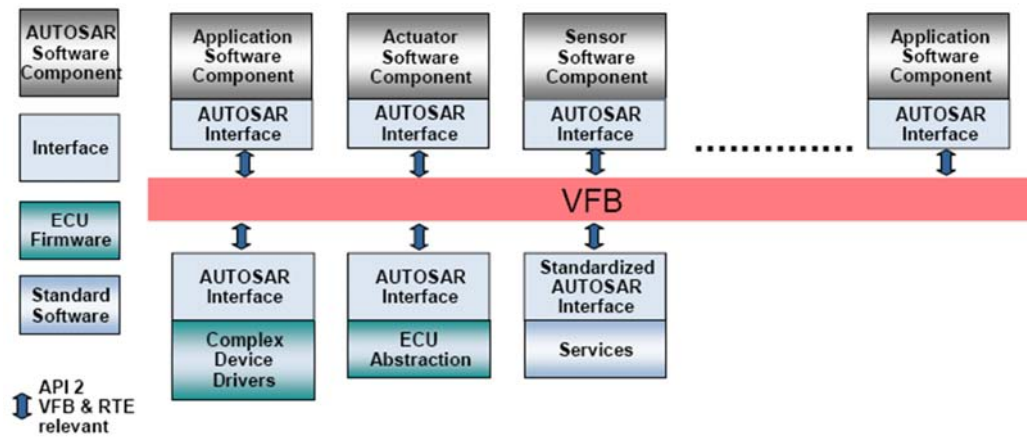 AUTOSAR
Software
Component
Interface
ECU
Firmware
Standard
Software
API 2
VFB & RTE
relevant
Application
Software
Component
AUTOSAR
Interface
Actuator
Software
Component
AUTOSAR
Interface
Sensor
Software
Component
AUTOSAR
Interface
Application
Software
Component
AUTOSAR
Interface
VFB
AUTOSAR
Interface
Complex
Device
Drivers
AUTOSAR
Interface
ECU
Abstraction
Standardized
AUTOSAR
Interface
Services